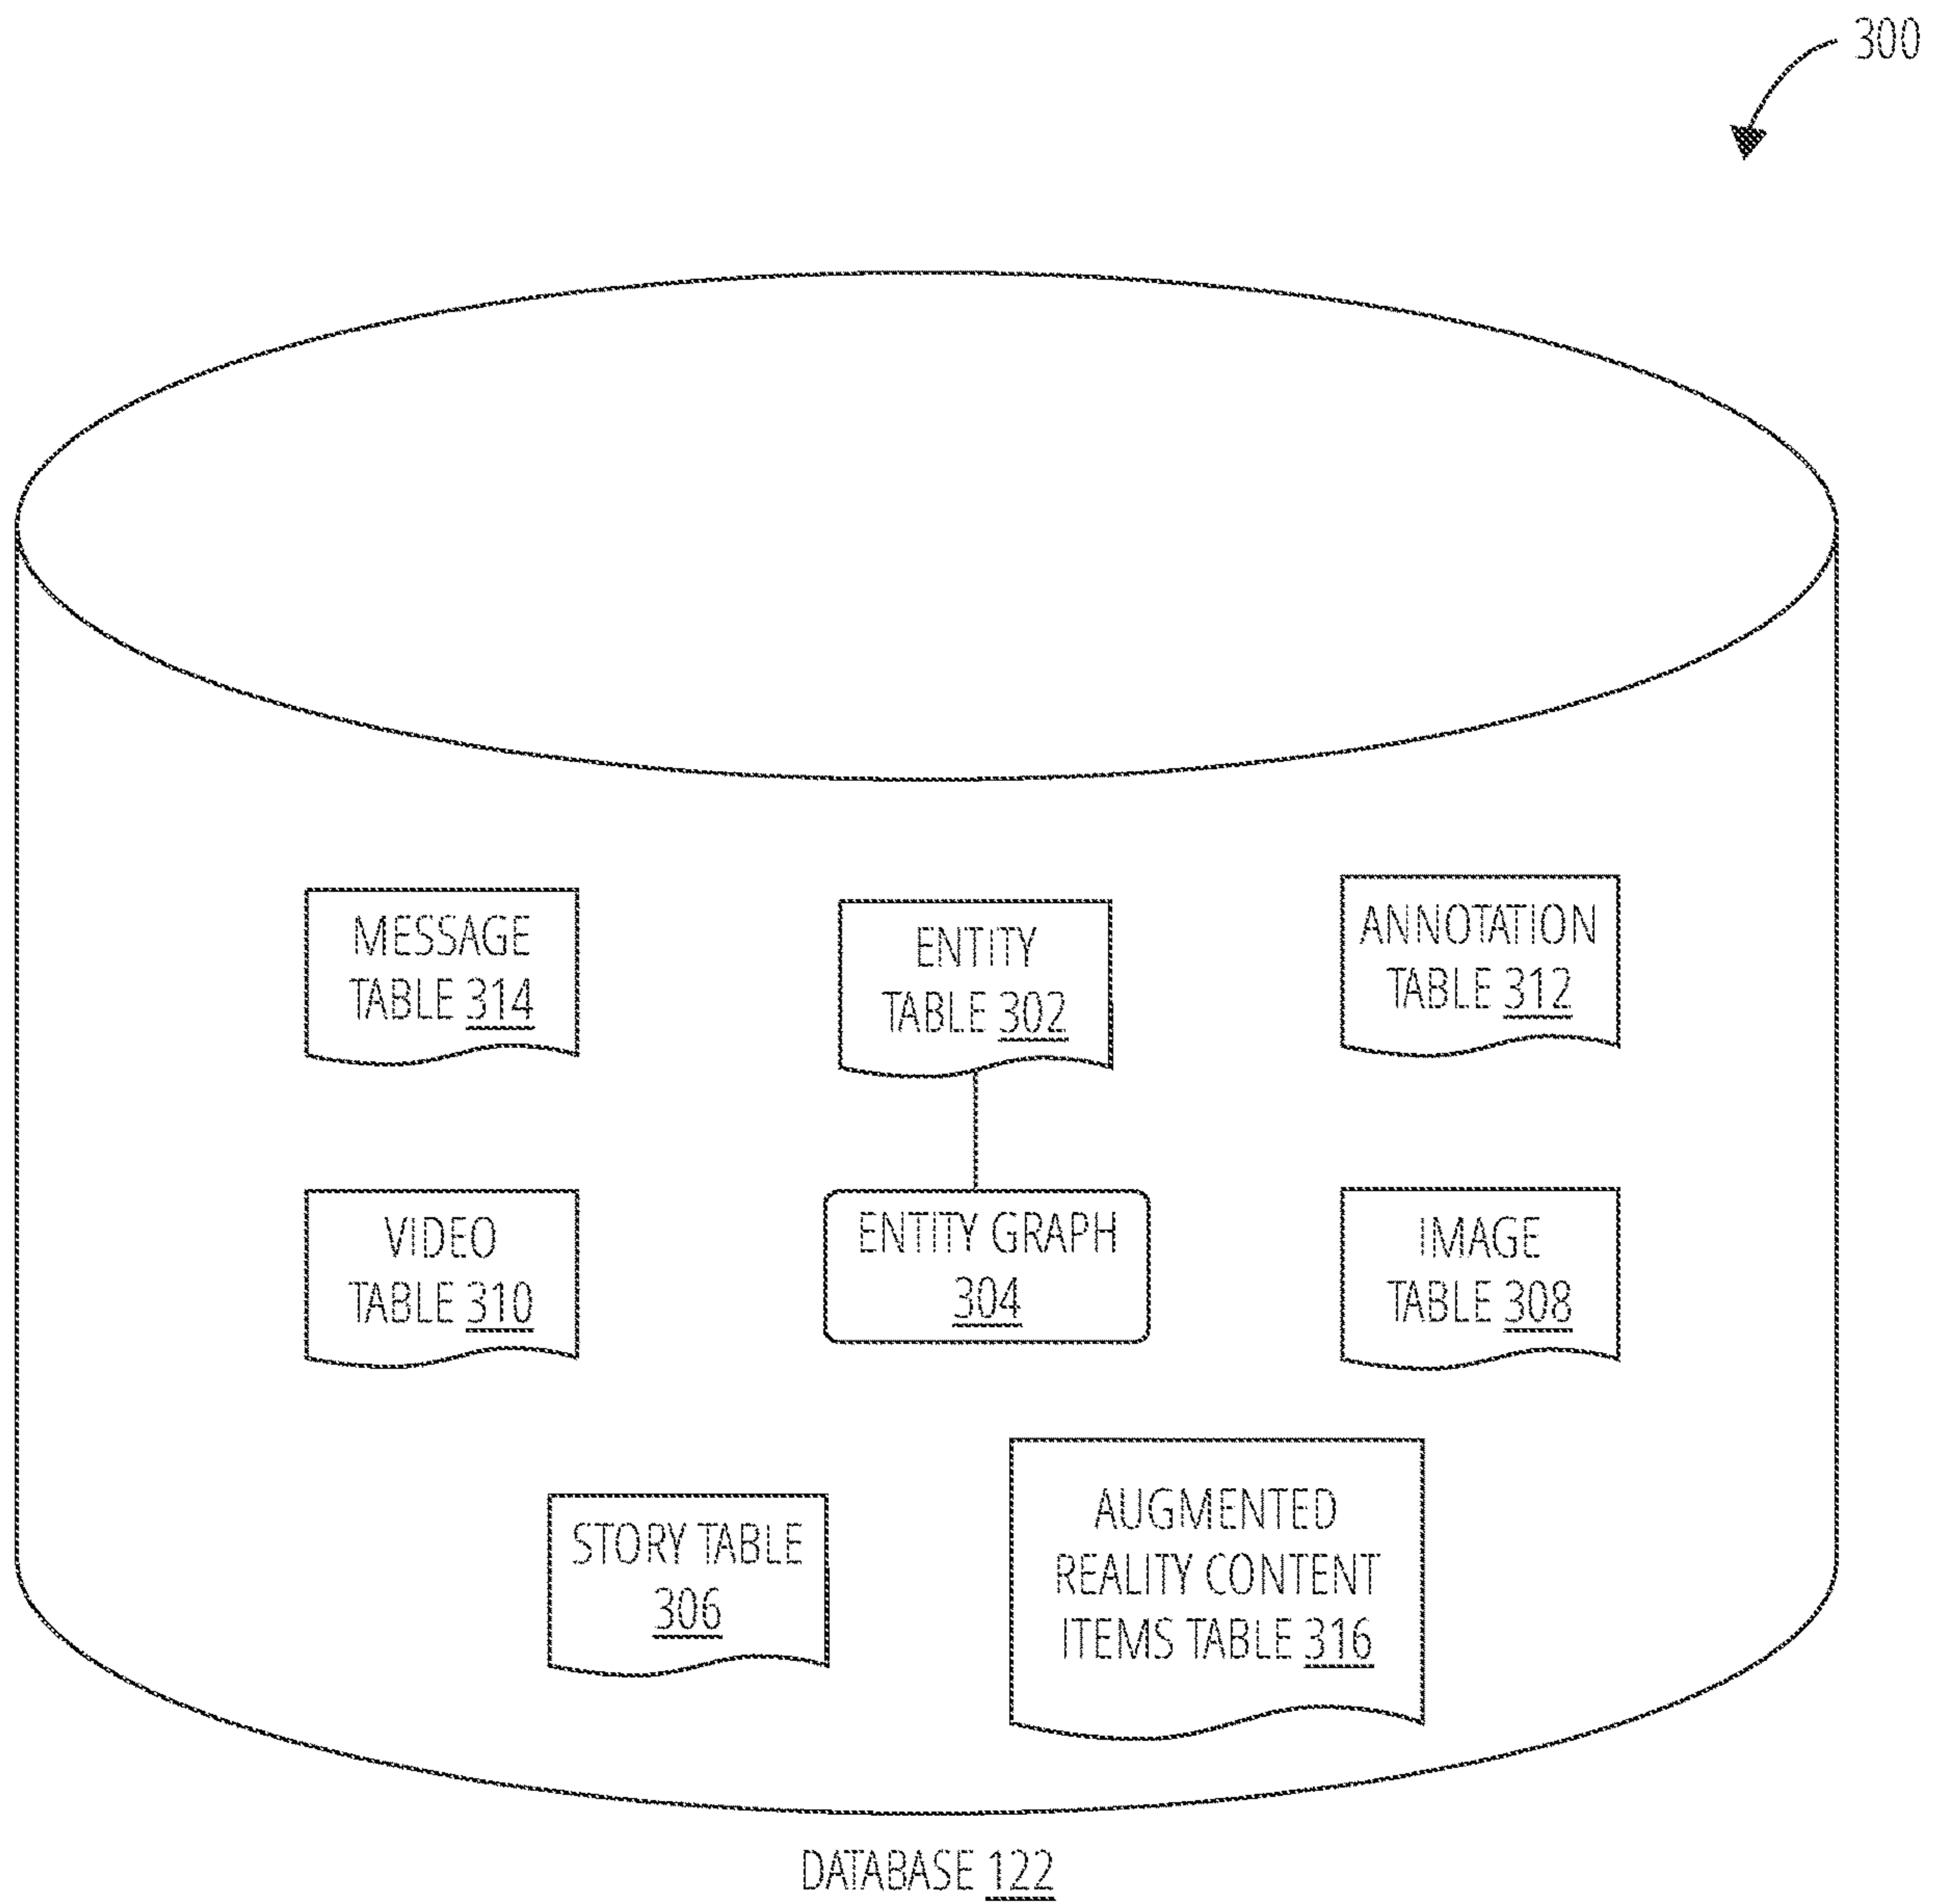 300
MESSAGE
TABLE 314
ENTITY
TABLE 302
ANNOTATION
TABLE 312
VIDEO
TABLE 310
ENTITY GRAPH
304
IMAGE
TABLE 308
STORY TABLE
306
AUGMENTED
REALITY CONTENT
ITEMS TABLE 316
DATABASE 122